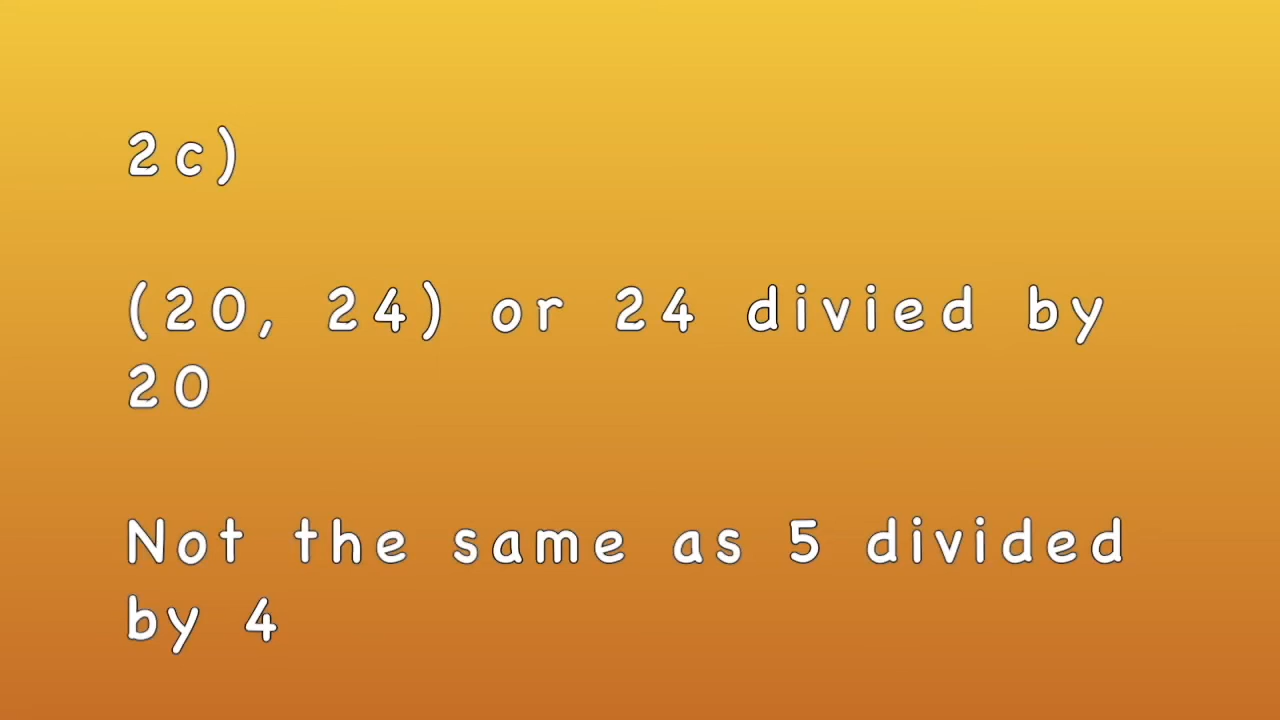 2c)
(20, 24) or 24 divied by
20
Not the same as 5 divided
by 4